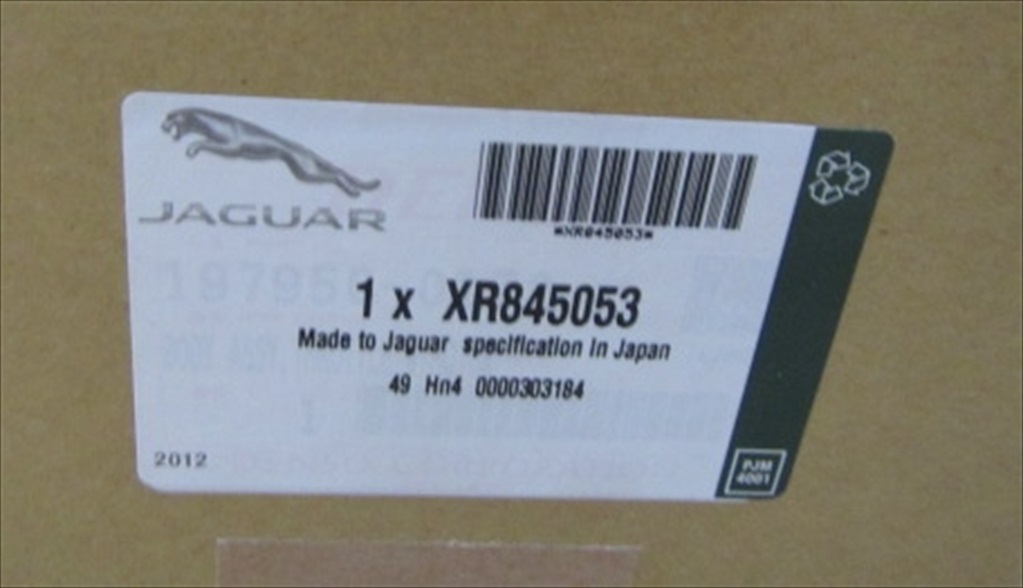 JAGUAR
*XR845053*
1 x XR845053
Made to Jaguar specification in Japan
49 Hn4 0000303184
2012
PJM
4001